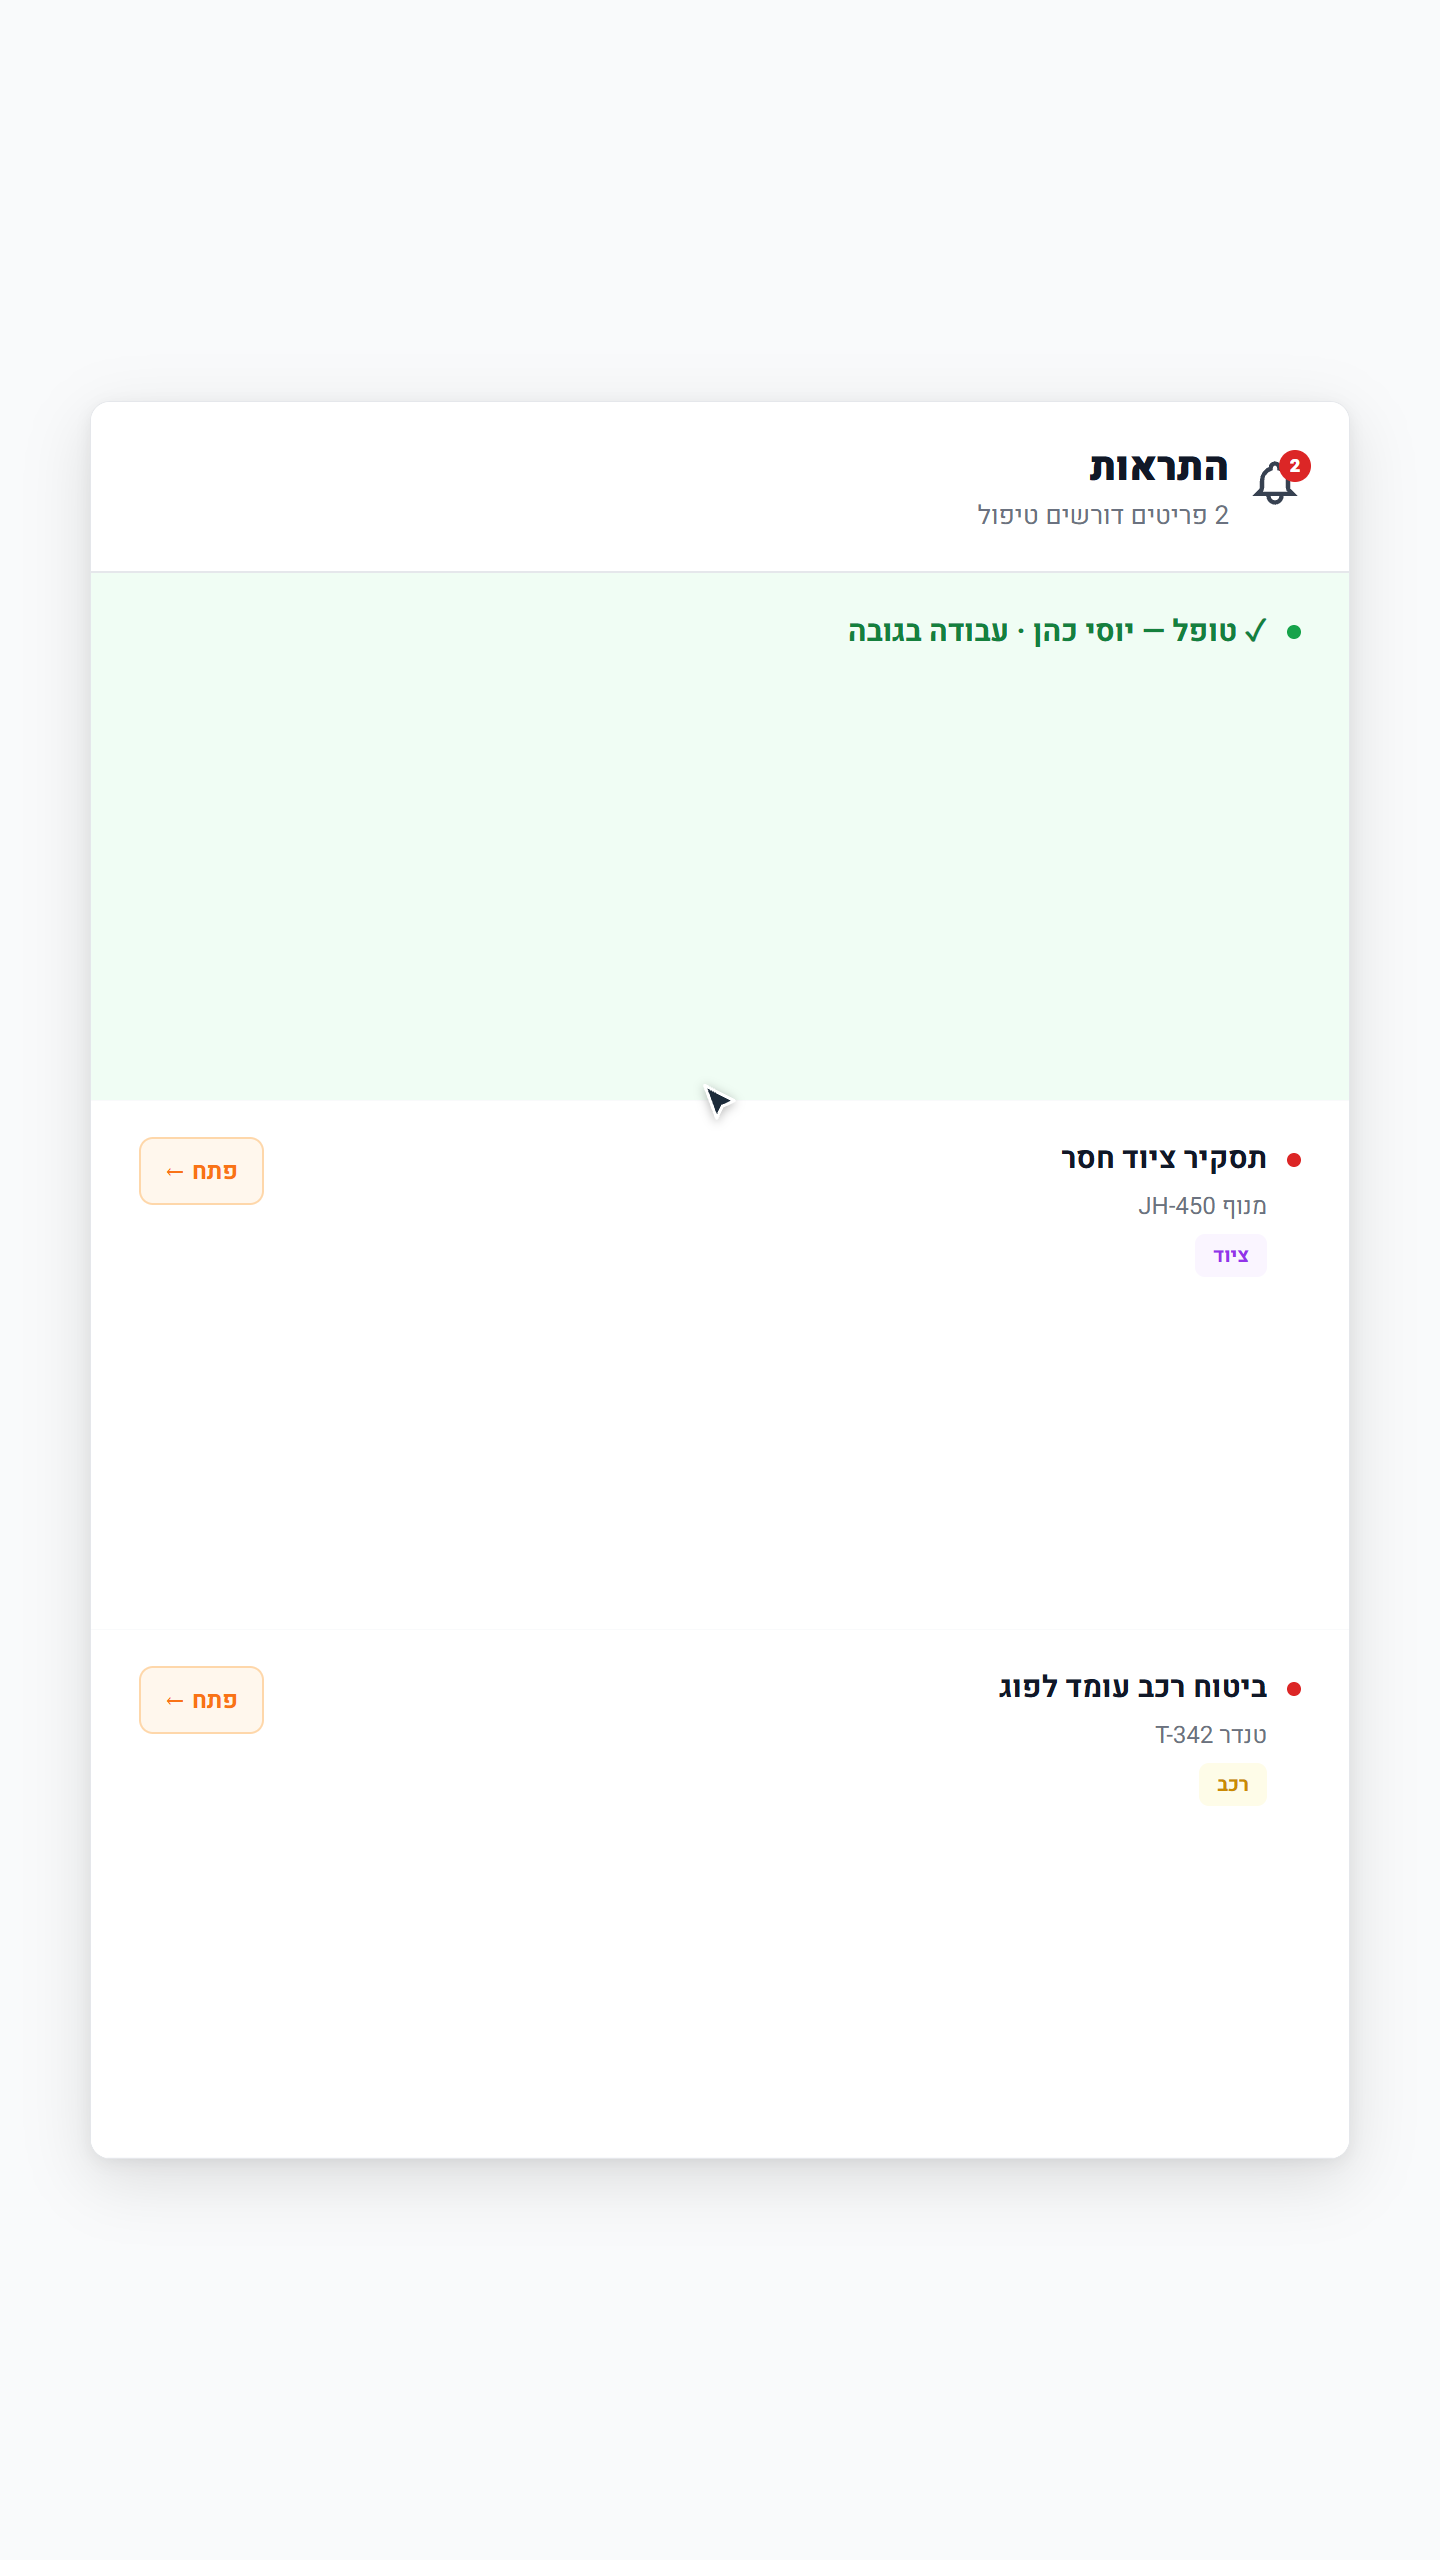 2
התראות
2 פריטים דורשים טיפול
✓ טופל — יוסי כהן · עבודה בגובה
תסקיר ציוד חסר
מנוף JH-450
ציוד
פתח ←
ביטוח רכב עומד לפוג
טנדר T-342
רכב
פתח ←